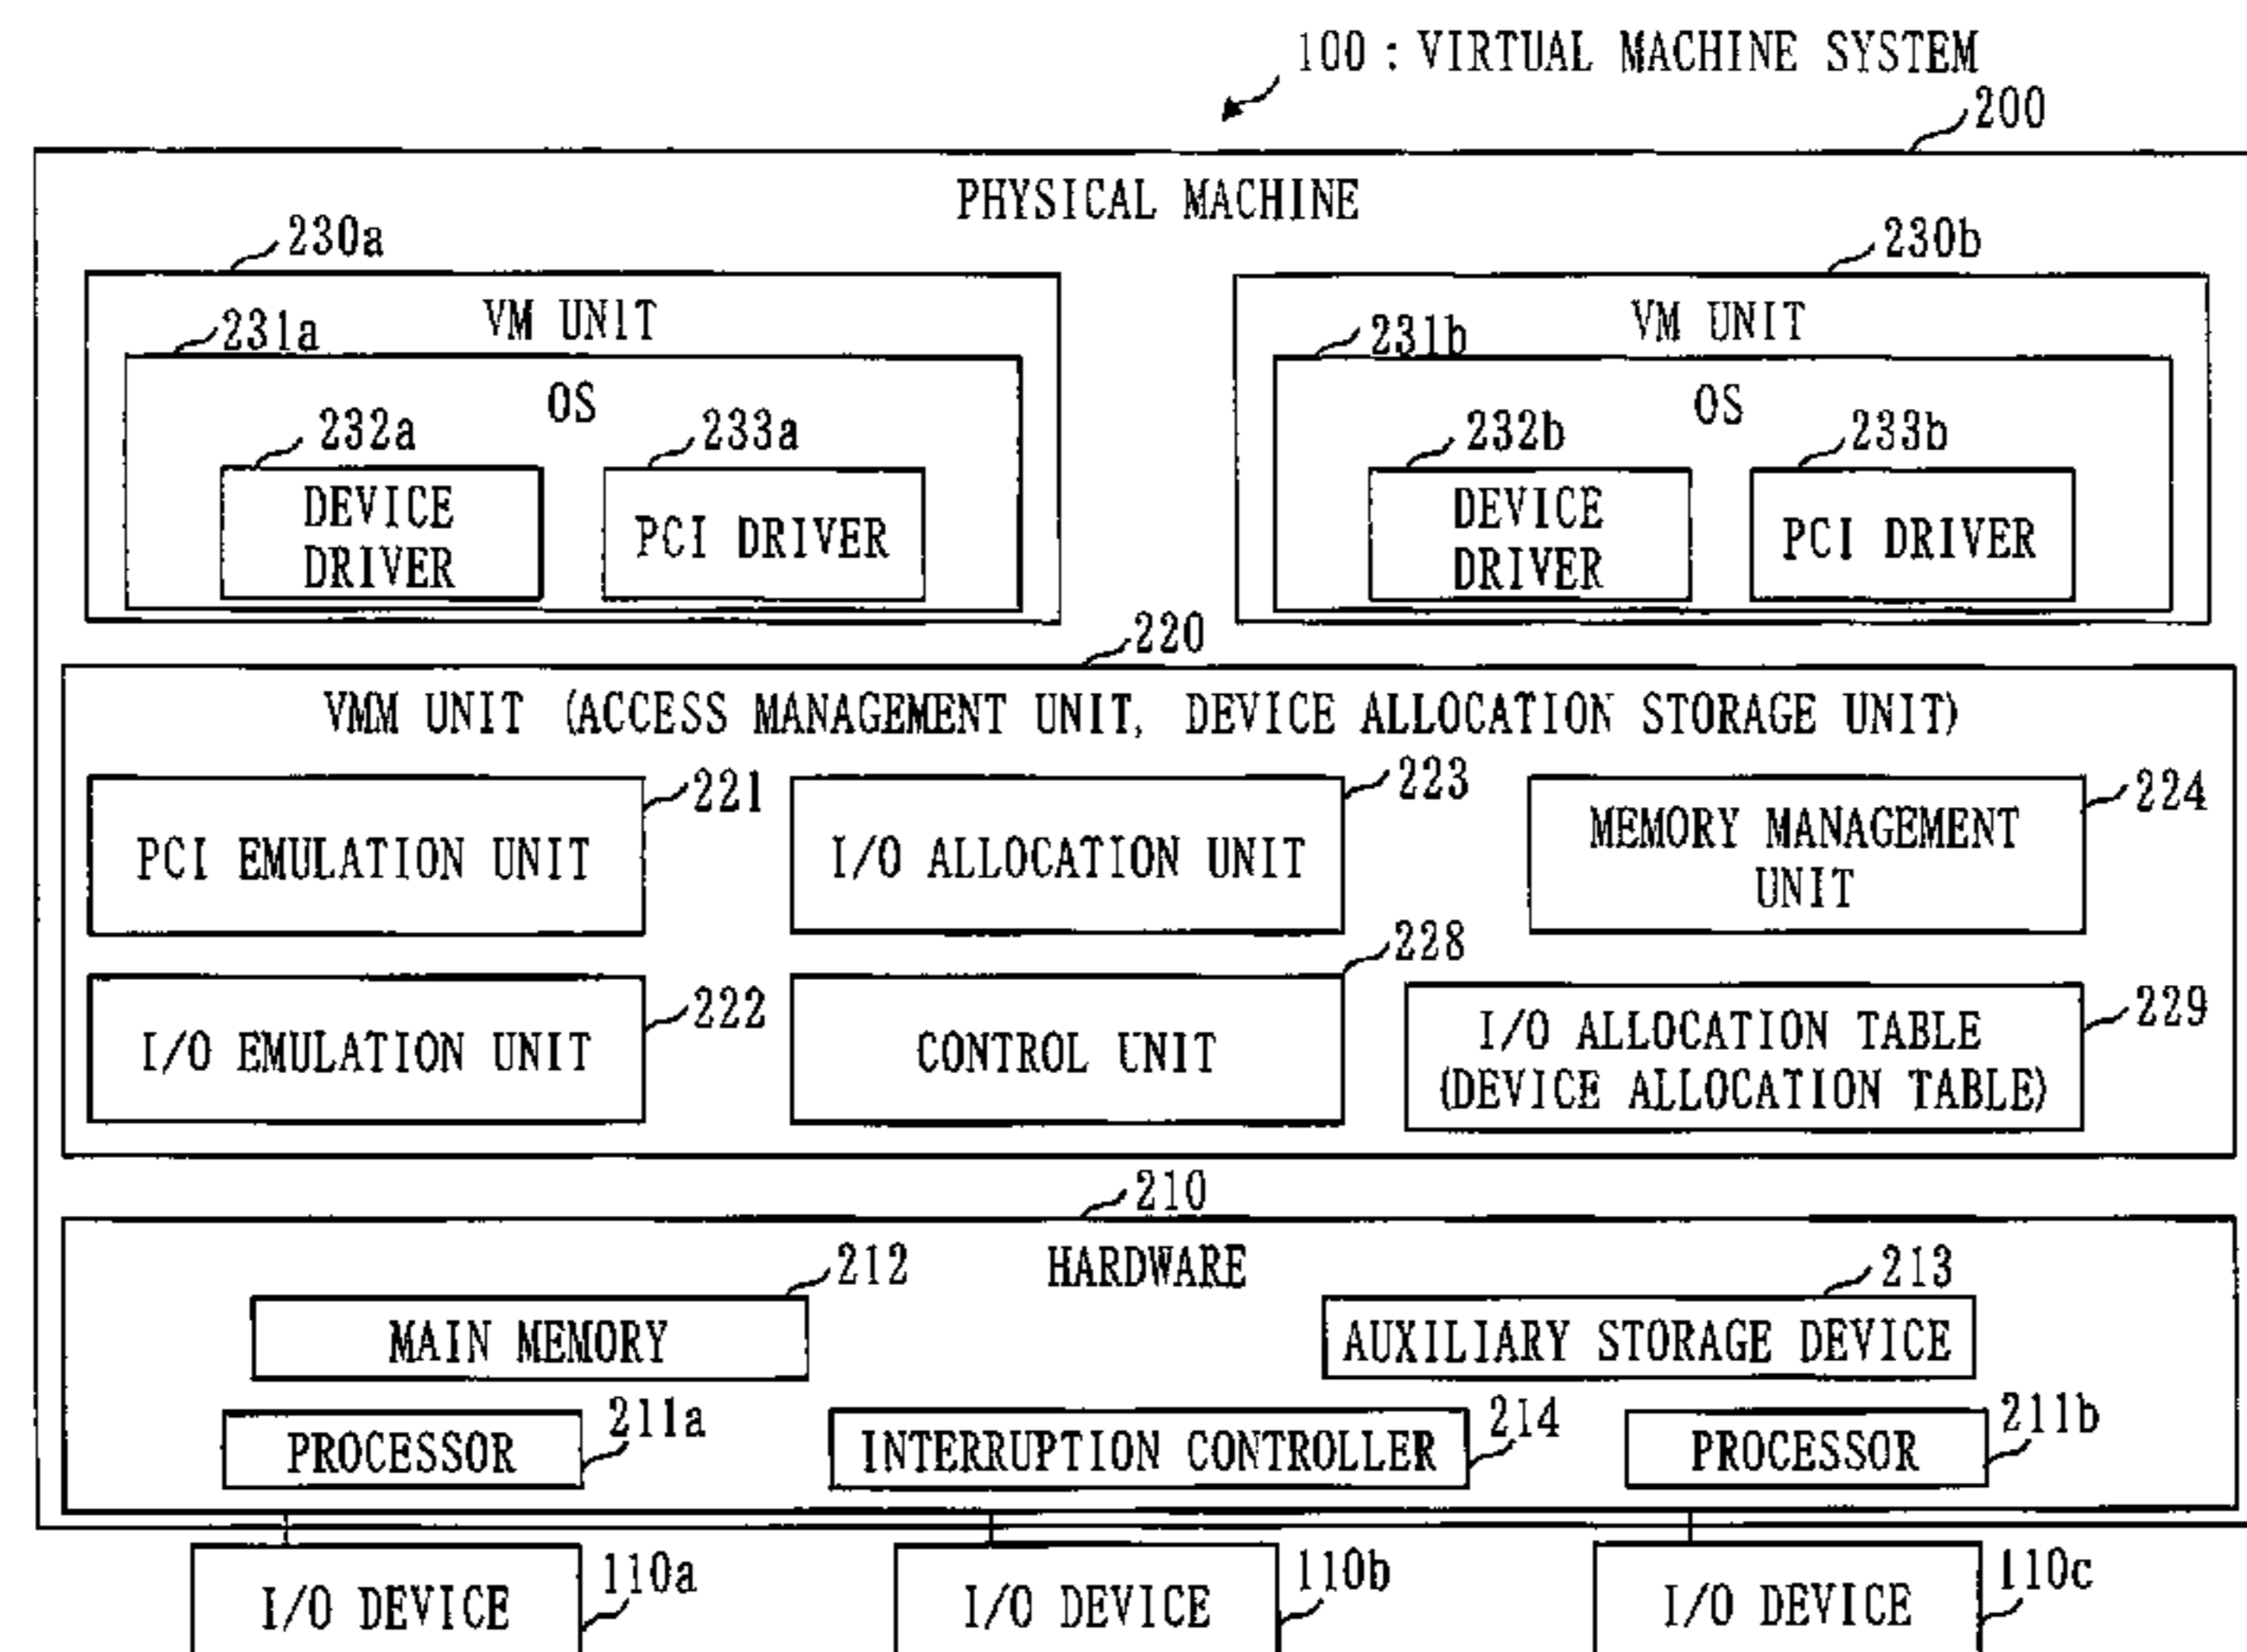 100 : VIRTUAL MACHINE SYSTEM
200
PHYSICAL MACHINE
230a
230b
VM UNIT
VM UNIT
231a
231b
OS
OS
232a
233a
232b
233b
DEVICE
DRIVER
PCI DRIVER
DEVICE
DRIVER
PCI DRIVER
220
VMM UNIT (ACCESS MANAGEMENT UNIT, DEVICE ALLOCATION STORAGE UNIT)
221
223
224
PCI EMULATION UNIT
I/O ALLOCATION UNIT
MEMORY MANAGEMENT
UNIT
228
222
229
I/O EMULATION UNIT
CONTROL UNIT
I/O ALLOCATION TABLE
(DEVICE ALLOCATION TABLE)
210
HARDWARE
212
213
MAIN MEMORY
AUXILIARY STORAGE DEVICE
211a
214
211b
PROCESSOR
INTERRUPTION CONTROLLER
PROCESSOR
110a
110b
110c
I/O DEVICE
I/O DEVICE
I/O DEVICE